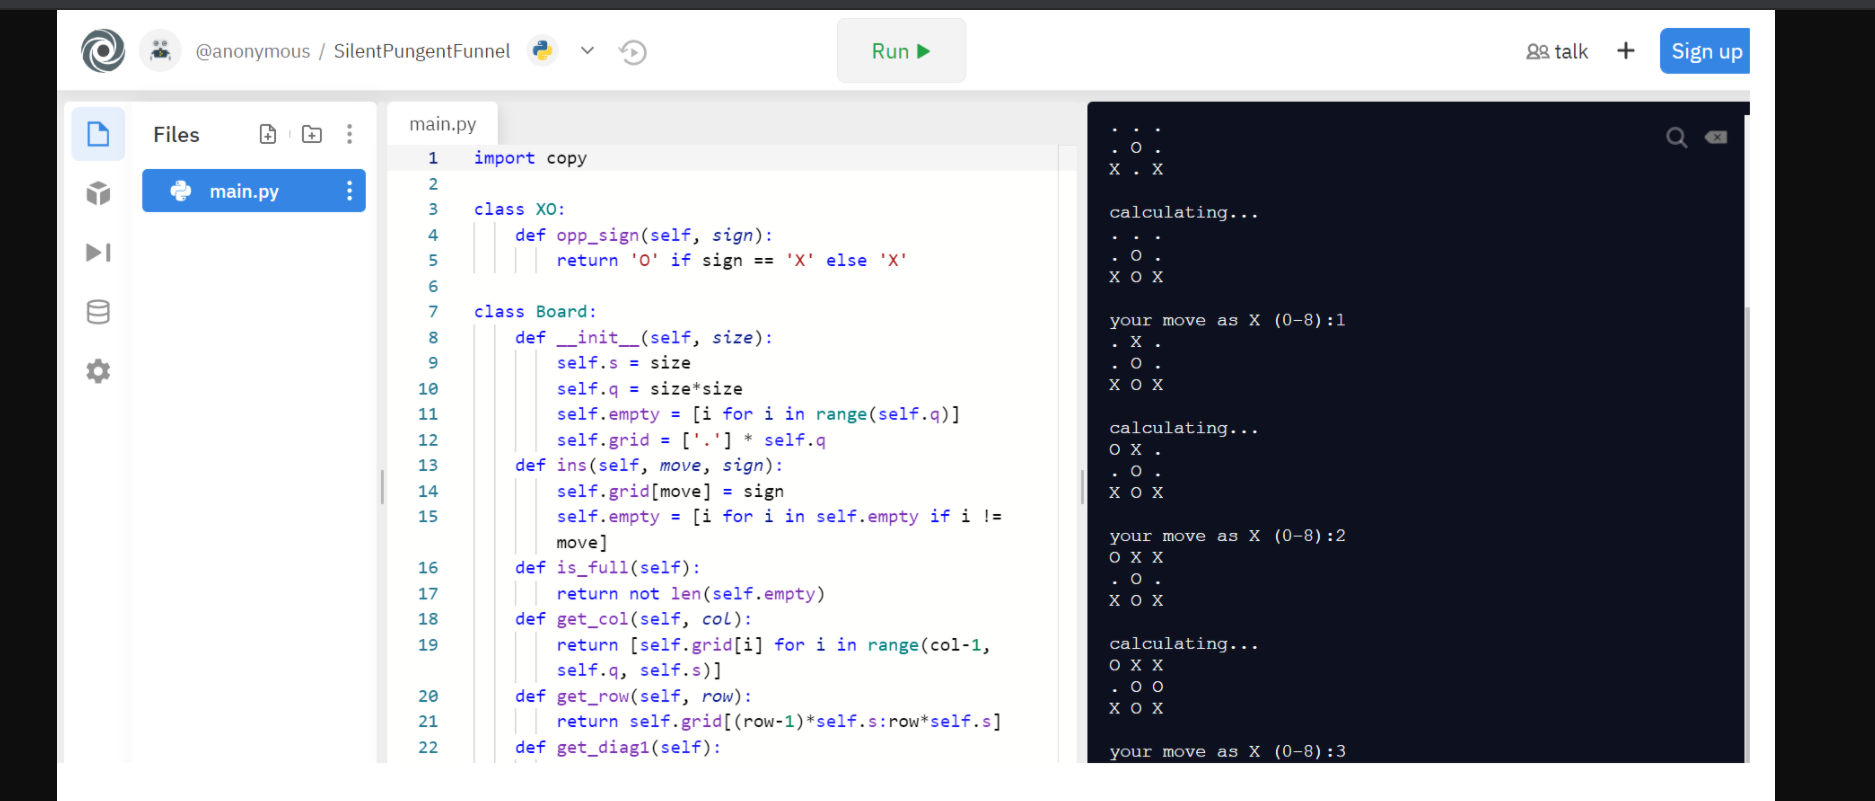 @anonymous / SilentPungentFunnel
Run
talk
+
Sign up
Files
main.py
main.py
1 import copy
2
3 class XO:
4 def opp_sign(self, sign):
5 return 'O' if sign == 'X' else 'X'
6
7 class Board:
8 def __init__(self, size):
9 self.s = size
10 self.q = size*size
11 self.empty = [i for i in range(self.q)]
12 self.grid = ['.'] * self.q
13 def ins(self, move, sign):
14 self.grid[move] = sign
15 self.empty = [i for i in self.empty if i !=
move]
16 def is_full(self):
17 return not len(self.empty)
18 def get_col(self, col):
19 return [self.grid[i] for i in range(col-1,
self.q, self.s)]
20 def get_row(self, row):
21 return self.grid[(row-1)*self.s:row*self.s]
22 def get_diag1(self):
. . .
. O .
X . X
calculating...
. . .
. O .
X O X
your move as X (0-8):1
. X .
. O .
X O X
calculating...
O X .
. O .
X O X
your move as X (0-8):2
O X X
. O .
X O X
calculating...
O X X
. O O
X O X
your move as X (0-8):3